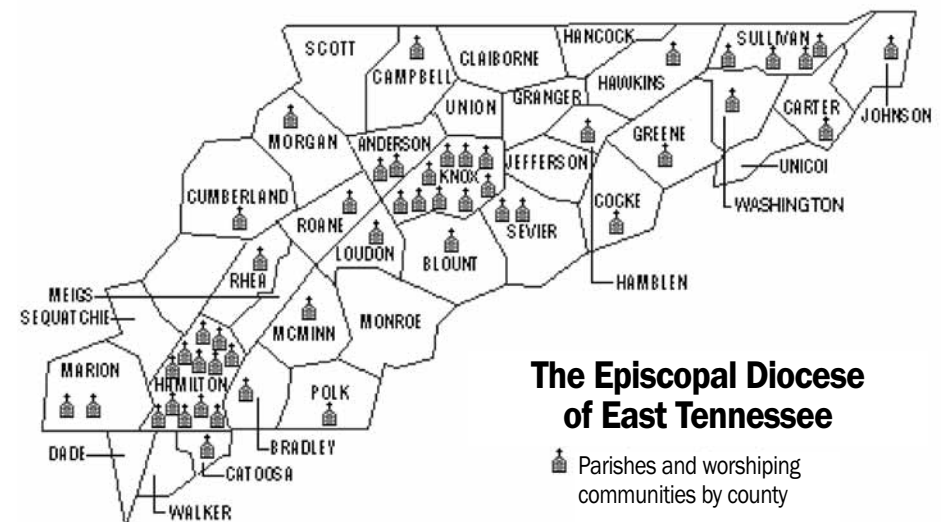 HANCOCK
SULLIVAN
SCOTT
CLAIBORNE
CAMPBELL
HAWKINS
UNION
GRANGER
CARTER
JOHNSON
MORGAN
ANDERSON
GREENE
JEFFERSON
KNOX
UNICOI
CUMBERLAND
COCKE
WASHINGTON
ROANE
SEVIER
LOUDON
BLOUNT
RHEA
HAMBLEN
MEIGS
SEQUATCHIE
MCMINN
MONROE
MARION
HAMILTON
POLK
The Episcopal Diocese
of East Tennessee
BRADLEY
DADE
CATOOSA
Parishes and worshiping
communities by county
WALKER